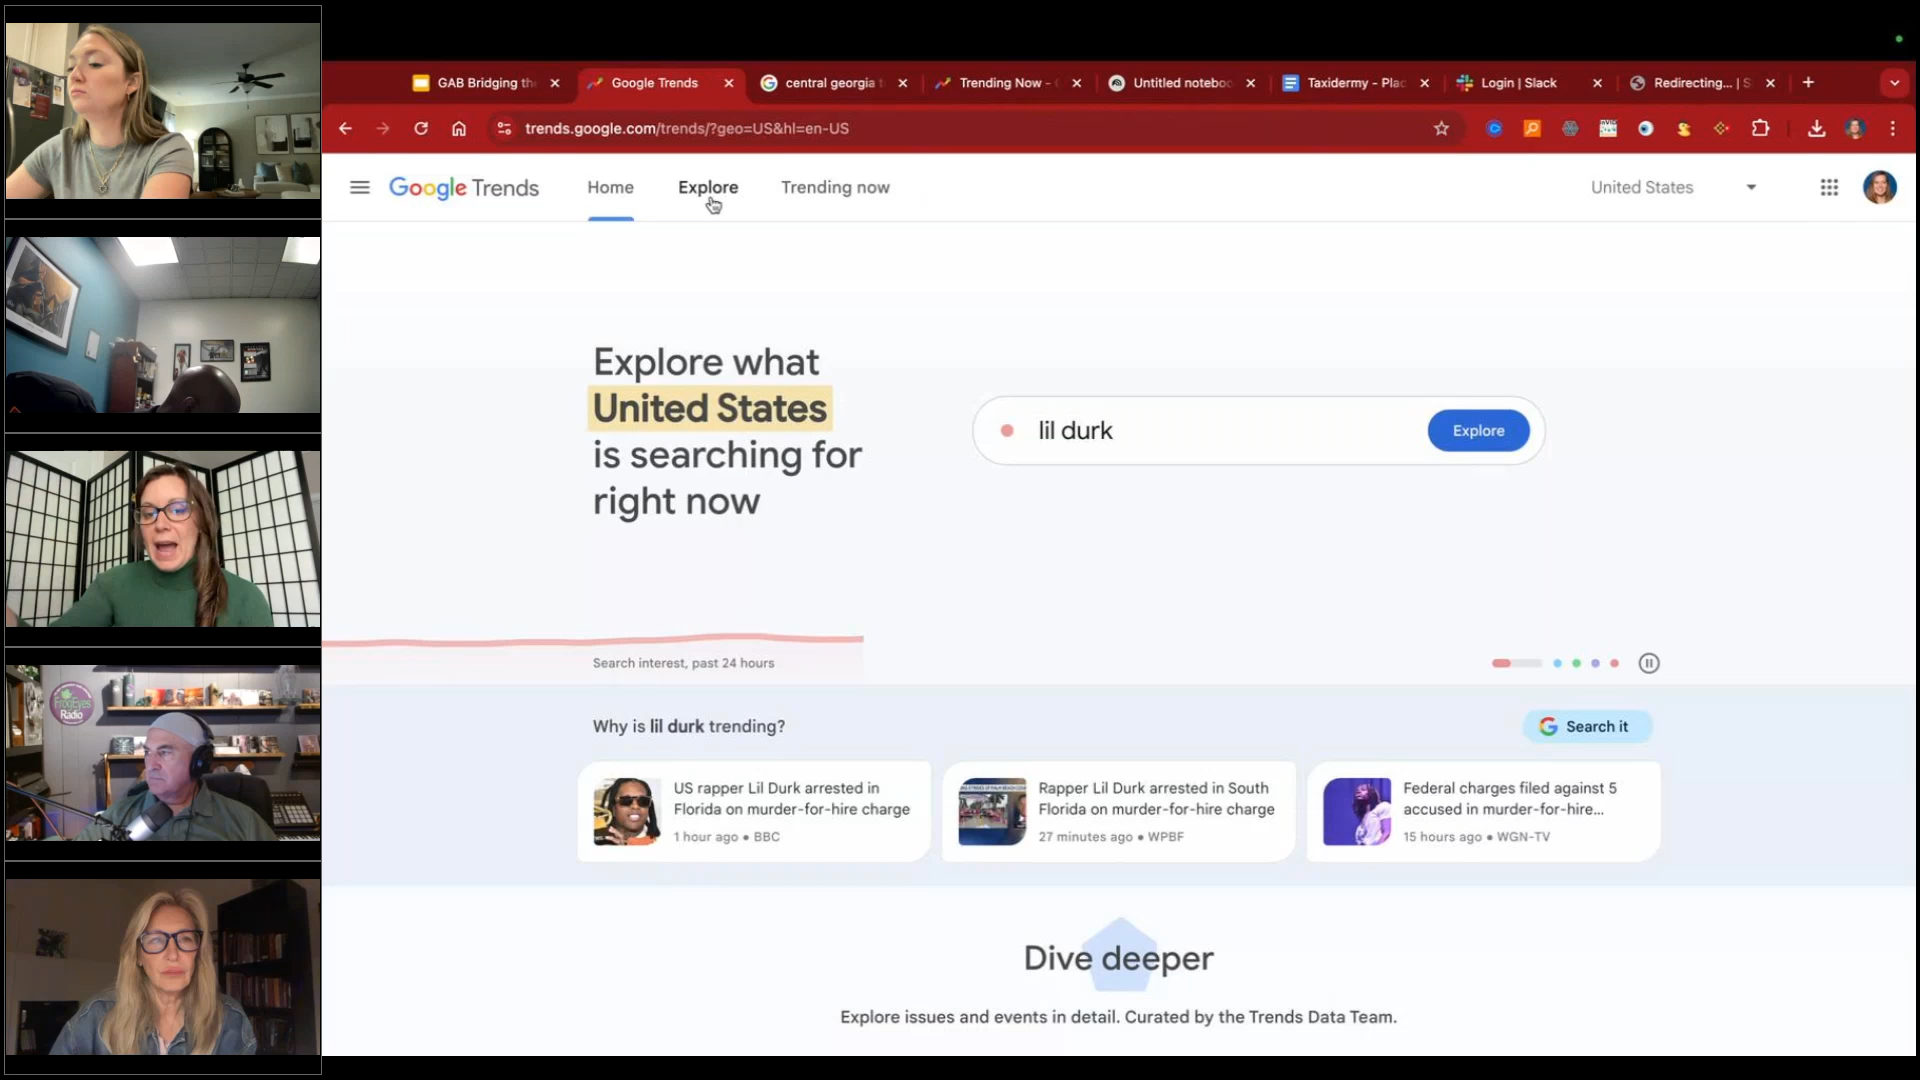 GAB Bridging th
Google Trends
central georgia t
Trending Now - G
Untitled noteboo
Taxidermy - Plac
Login | Slack
Redirecting... | S
trends.google.com/trends/?geo=US&hl=en-US
Google Trends
Home
Explore
Trending now
United States
Explore what
United States
is searching for
right now
lil durk
Explore
Search interest, past 24 hours
Why is lil durk trending?
Search it
US rapper Lil Durk arrested in
Florida on murder-for-hire charge
1 hour ago • BBC
Rapper Lil Durk arrested in South
Florida on murder-for-hire charge
27 minutes ago • WPBF
Federal charges filed against 5
accused in murder-for-hire...
15 hours ago • WGN-TV
Dive deeper
Explore issues and events in detail. Curated by the Trends Data Team.
FrogEyes
Radio